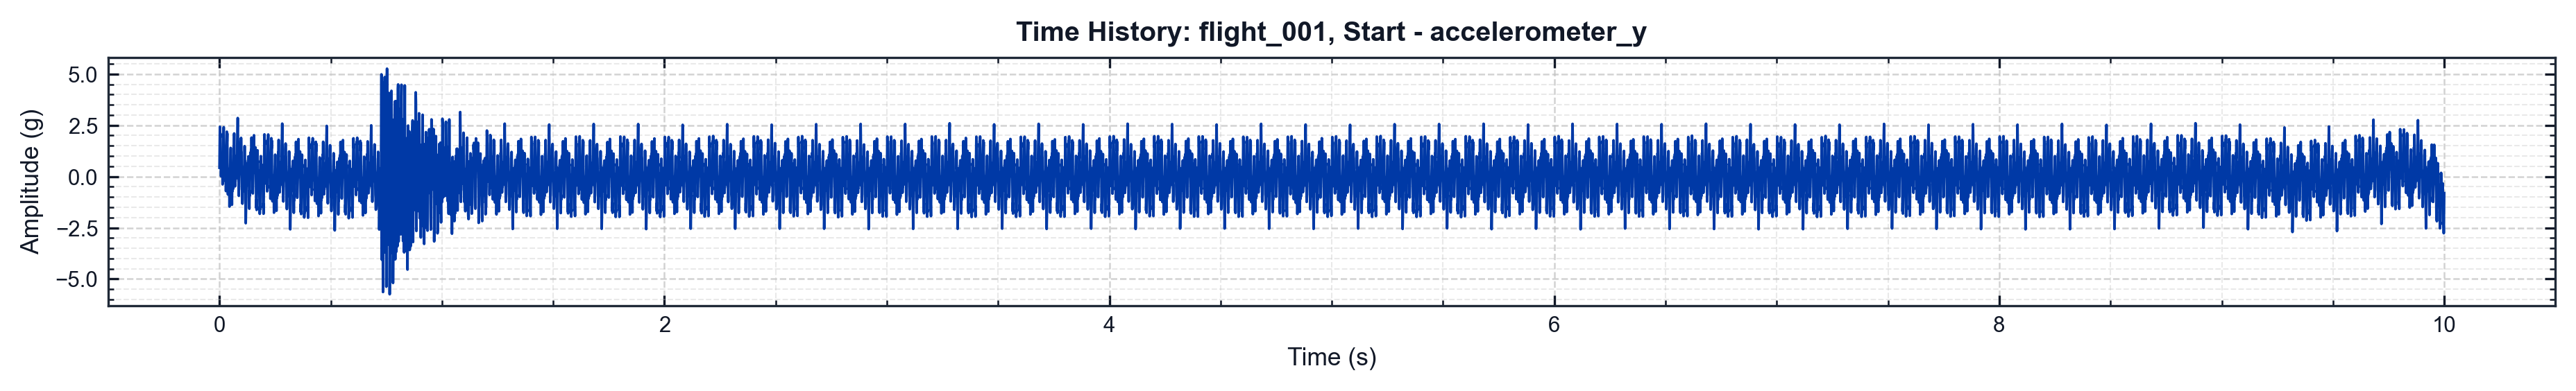 Time History: flight_001, Start - accelerometer_y
Amplitude (g)
5.0
2.5
0.0
−2.5
−5.0
0 2 4 6 8 10
Time (s)